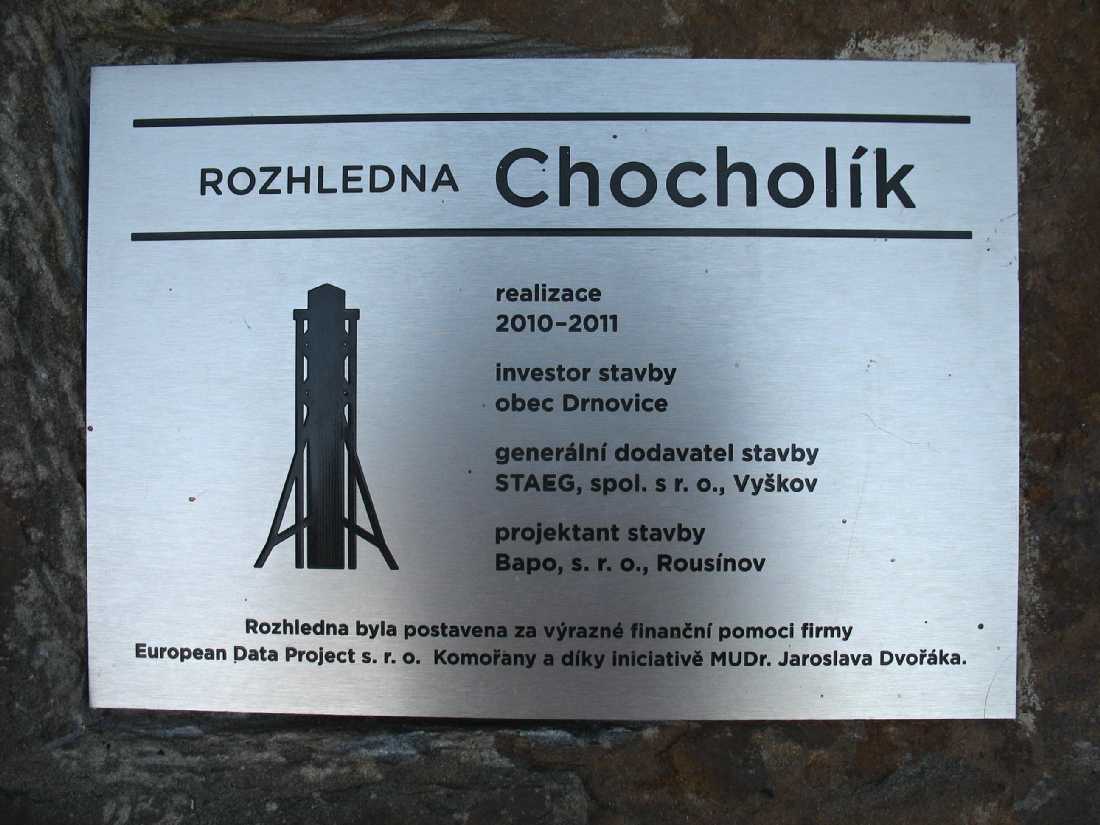 ROZHLEDNA Chocholík
realizace
2010–2011
investor stavby
obec Drnovice
generální dodavatel stavby
STAEG, spol. s r. o., Vyškov
projektant stavby
Bapo, s. r. o., Rousínov
Rozhledna byla postavena za výrazné finanční pomoci firmy
European Data Project s. r. o. Komořany a díky iniciativě MUDr. Jaroslava Dvořáka.